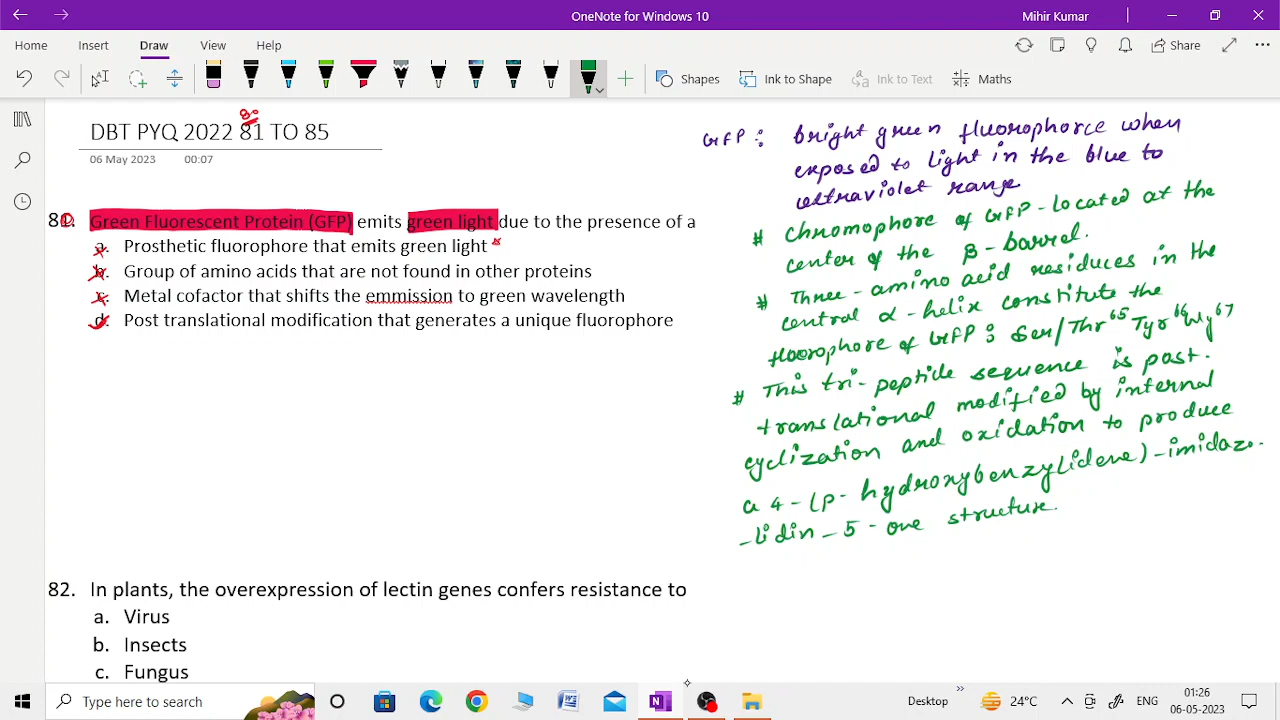 OneNote for Windows 10
Mihir Kumar
Home Insert Draw View Help
Share
Shapes
Ink to Shape
Ink to Text
Maths
DBT PYQ 2022 81 TO 85
80
06 May 2023 00:07
81. Green Fluorescent Protein (GFP) emits green light due to the presence of a
a. Prosthetic fluorophore that emits green light
b. Group of amino acids that are not found in other proteins
c. Metal cofactor that shifts the emmission to green wavelength
d. Post translational modification that generates a unique fluorophore
82. In plants, the overexpression of lectin genes confers resistance to
a. Virus
b. Insects
c. Fungus
GFP : bright green fluorophorce when
exposed to light in the blue to
ultraviolet range
# chromophore of GFP - located at the
center of the β - barrel.
# Three - amino acid residuces in the
central α - helix constitute the
fluorophore of GFP : Ser/Thr65 Tyr66 Gly67
# This tri - peptide sequence is post.
translational modified by internal
cyclization and oxidation to produce
a 4 - (p - hydroxybenzylidene) - imidazo.
- lidin - 5 - one structure.
Type here to search
Desktop
24°C
ENG
01:26
06-05-2023